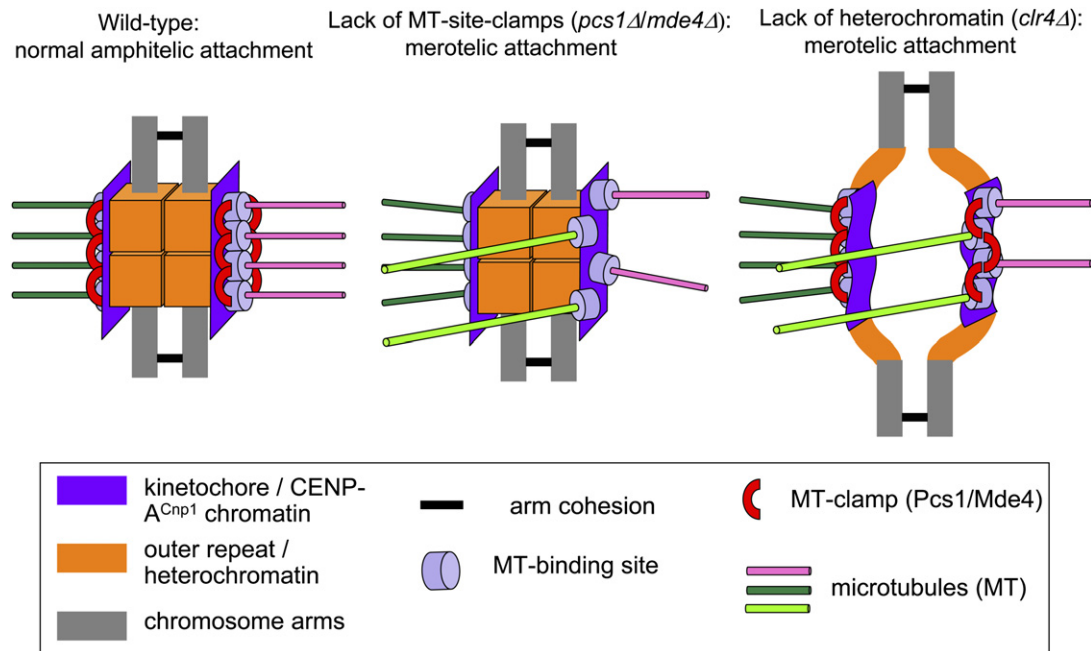 Wild-type:
normal amphitelic attachment
Lack of MT-site-clamps (pcs1Δ/mde4Δ):
merotelic attachment
Lack of heterochromatin (clr4Δ):
merotelic attachment
kinetochore / CENP-
A^Cnp1 chromatin
outer repeat /
heterochromatin
chromosome arms
arm cohesion
MT-binding site
MT-clamp (Pcs1/Mde4)
microtubules (MT)